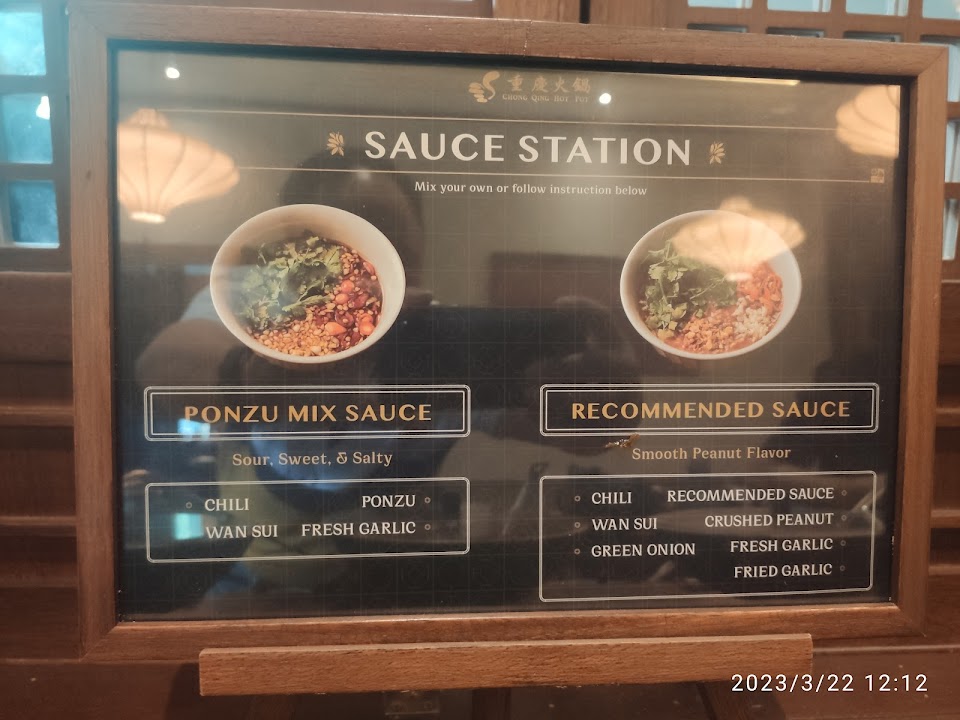 重慶火鍋
CHONG QING HOT POT
SAUCE STATION
Mix your own or follow instruction below
PONZU MIX SAUCE
Sour, Sweet, & Salty
CHILI PONZU
WAN SUI FRESH GARLIC
RECOMMENDED SAUCE
Smooth Peanut Flavor
CHILI RECOMMENDED SAUCE
WAN SUI CRUSHED PEANUT
GREEN ONION FRESH GARLIC
FRIED GARLIC
2023/3/22 12:12